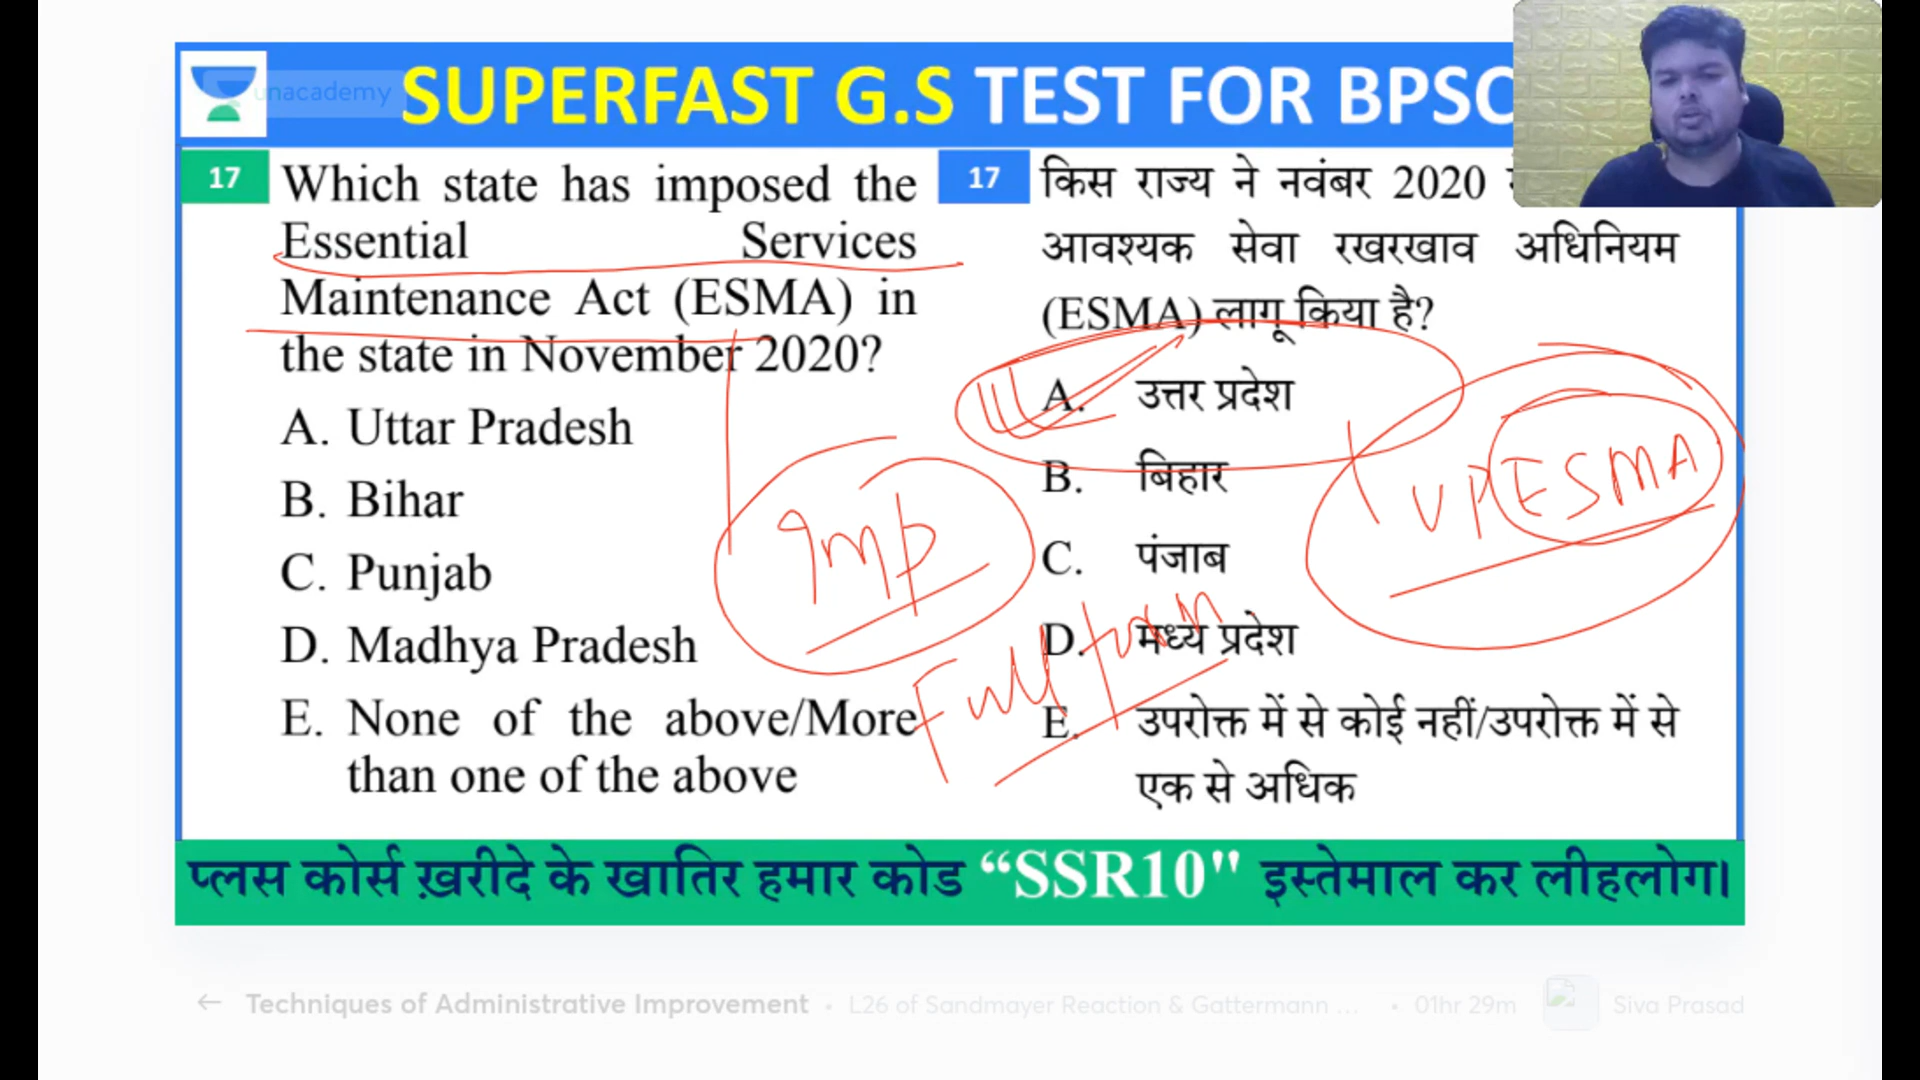 unacademy
SUPERFAST G.S TEST FOR BPSC
17
Which state has imposed the
Essential Services
Maintenance Act (ESMA) in
the state in November 2020?
A. Uttar Pradesh
B. Bihar
C. Punjab
D. Madhya Pradesh
E. None of the above/More
than one of the above
Imp
17
किस राज्य ने नवंबर 2020
आवश्यक सेवा रखरखाव अधिनियम
(ESMA) लागू किया है?
A. उत्तर प्रदेश
B. बिहार
C. पंजाब
D. मध्य प्रदेश
E. उपरोक्त में से कोई नहीं/उपरोक्त में से
एक से अधिक
UPESMA
Full form
प्लस कोर्स ख़रीदे के खातिर हमार कोड “SSR10" इस्तेमाल कर लीहलोग।
← Techniques of Administrative Improvement • L26 of Sandmayer Reaction & Gattermann ... • 01hr 29m Siva Prasad